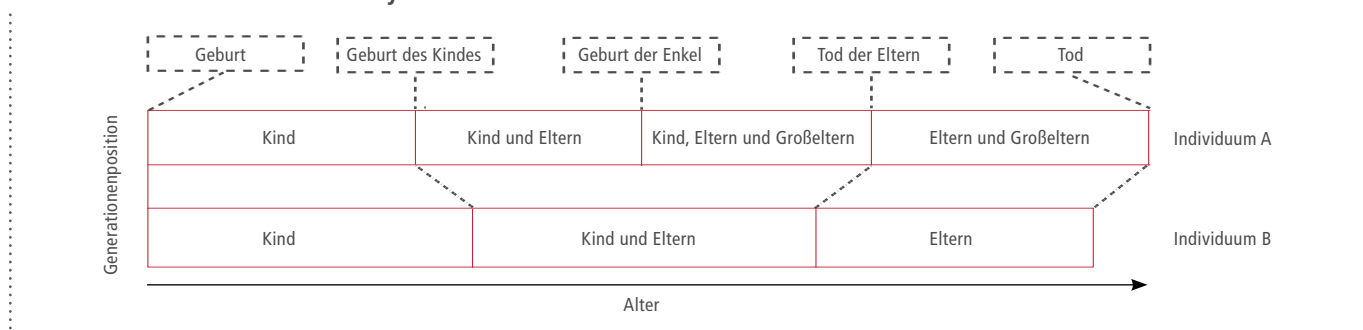 Geburt
Geburt des Kindes
Geburt der Enkel
Tod der Eltern
Tod
Generationenposition
Kind
Kind und Eltern
Kind, Eltern und Großeltern
Eltern und Großeltern
Individuum A
Kind
Kind und Eltern
Eltern
Individuum B
Alter